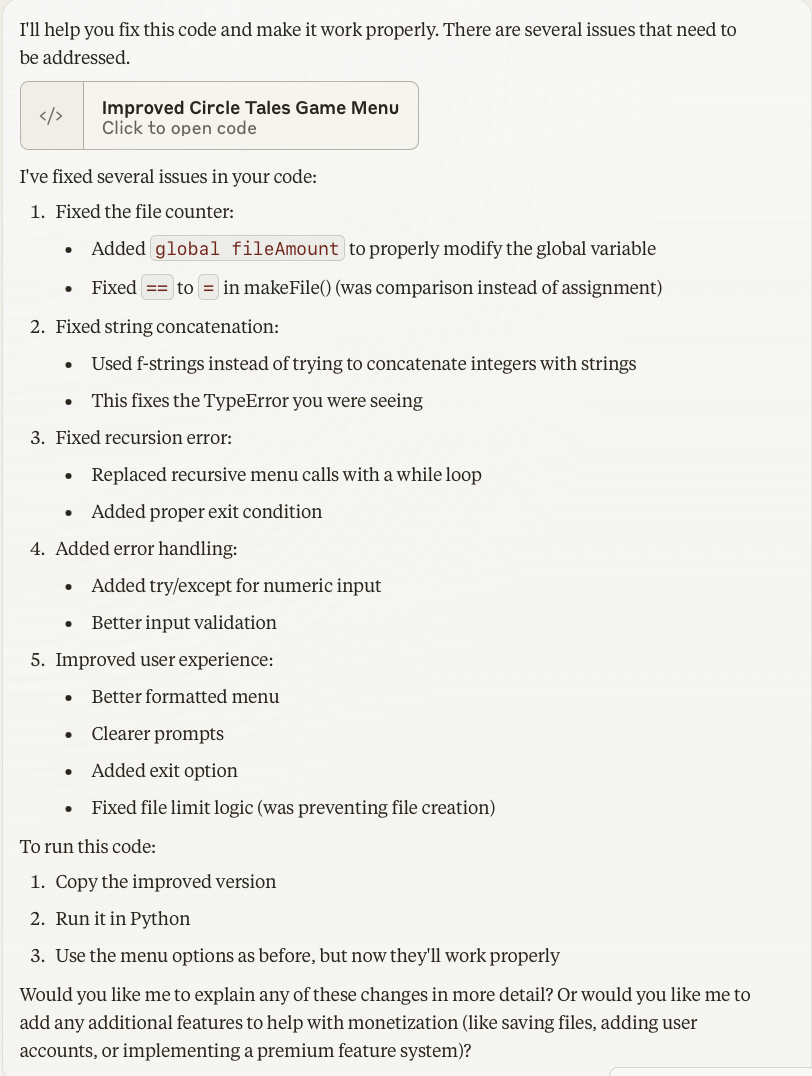 I'll help you fix this code and make it work properly. There are several issues that need to
be addressed.
</>
Improved Circle Tales Game Menu
Click to open code
I've fixed several issues in your code:
1. Fixed the file counter:
• Added global fileAmount to properly modify the global variable
• Fixed == to = in makeFile() (was comparison instead of assignment)
2. Fixed string concatenation:
• Used f-strings instead of trying to concatenate integers with strings
• This fixes the TypeError you were seeing
3. Fixed recursion error:
• Replaced recursive menu calls with a while loop
• Added proper exit condition
4. Added error handling:
• Added try/except for numeric input
• Better input validation
5. Improved user experience:
• Better formatted menu
• Clearer prompts
• Added exit option
• Fixed file limit logic (was preventing file creation)
To run this code:
1. Copy the improved version
2. Run it in Python
3. Use the menu options as before, but now they'll work properly
Would you like me to explain any of these changes in more detail? Or would you like me to
add any additional features to help with monetization (like saving files, adding user
accounts, or implementing a premium feature system)?